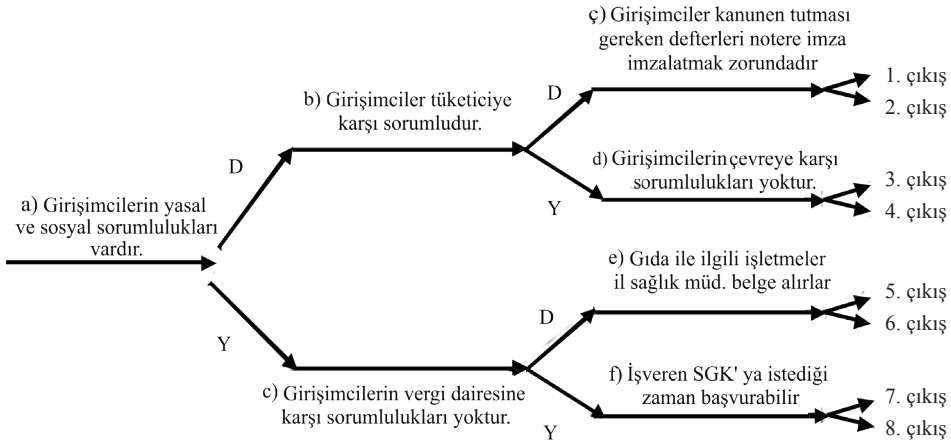 ç) Girişimciler kanunen tutması
gereken defterleri notere imza
imzalatmak zorundadır
D
1. çıkış
2. çıkış
b) Girişimciler tüketiciye
karşı sorumludur.
D
Y
d) Girişimcilerin çevreye karşı
sorumlulukları yoktur.
3. çıkış
4. çıkış
a) Girişimcilerin yasal
ve sosyal sorumlulukları
vardır.
Y
e) Gıda ile ilgili işletmeler
il sağlık müd. belge alırlar
D
5. çıkış
6. çıkış
c) Girişimcilerin vergi dairesine
karşı sorumlulukları yoktur.
Y
f) İşveren SGK' ya istediği
zaman başvurabilir
7. çıkış
8. çıkış